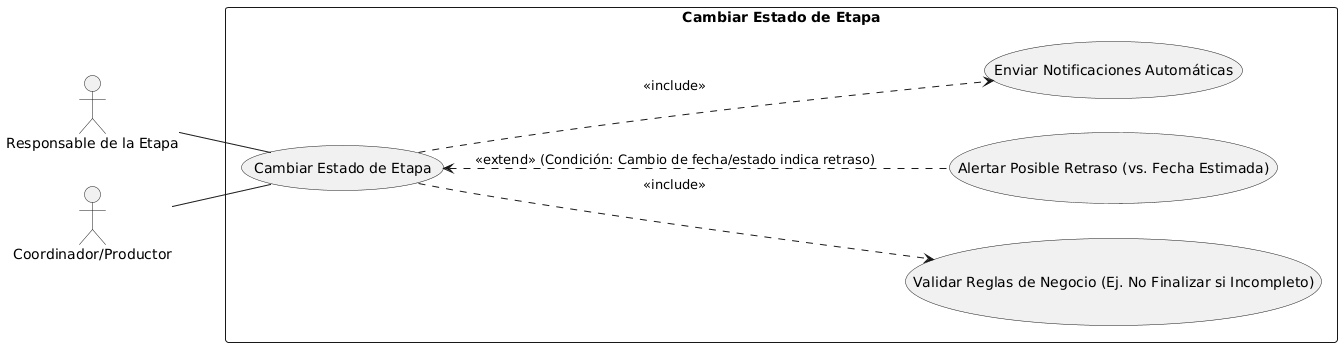 Cambiar Estado de Etapa
Enviar Notificaciones Automáticas
«include»
Responsable de la Etapa
«extend» (Condición: Cambio de fecha/estado indica retraso)
Cambiar Estado de Etapa
Alertar Posible Retraso (vs. Fecha Estimada)
«include»
Coordinador/Productor
Validar Reglas de Negocio (Ej. No Finalizar si Incompleto)